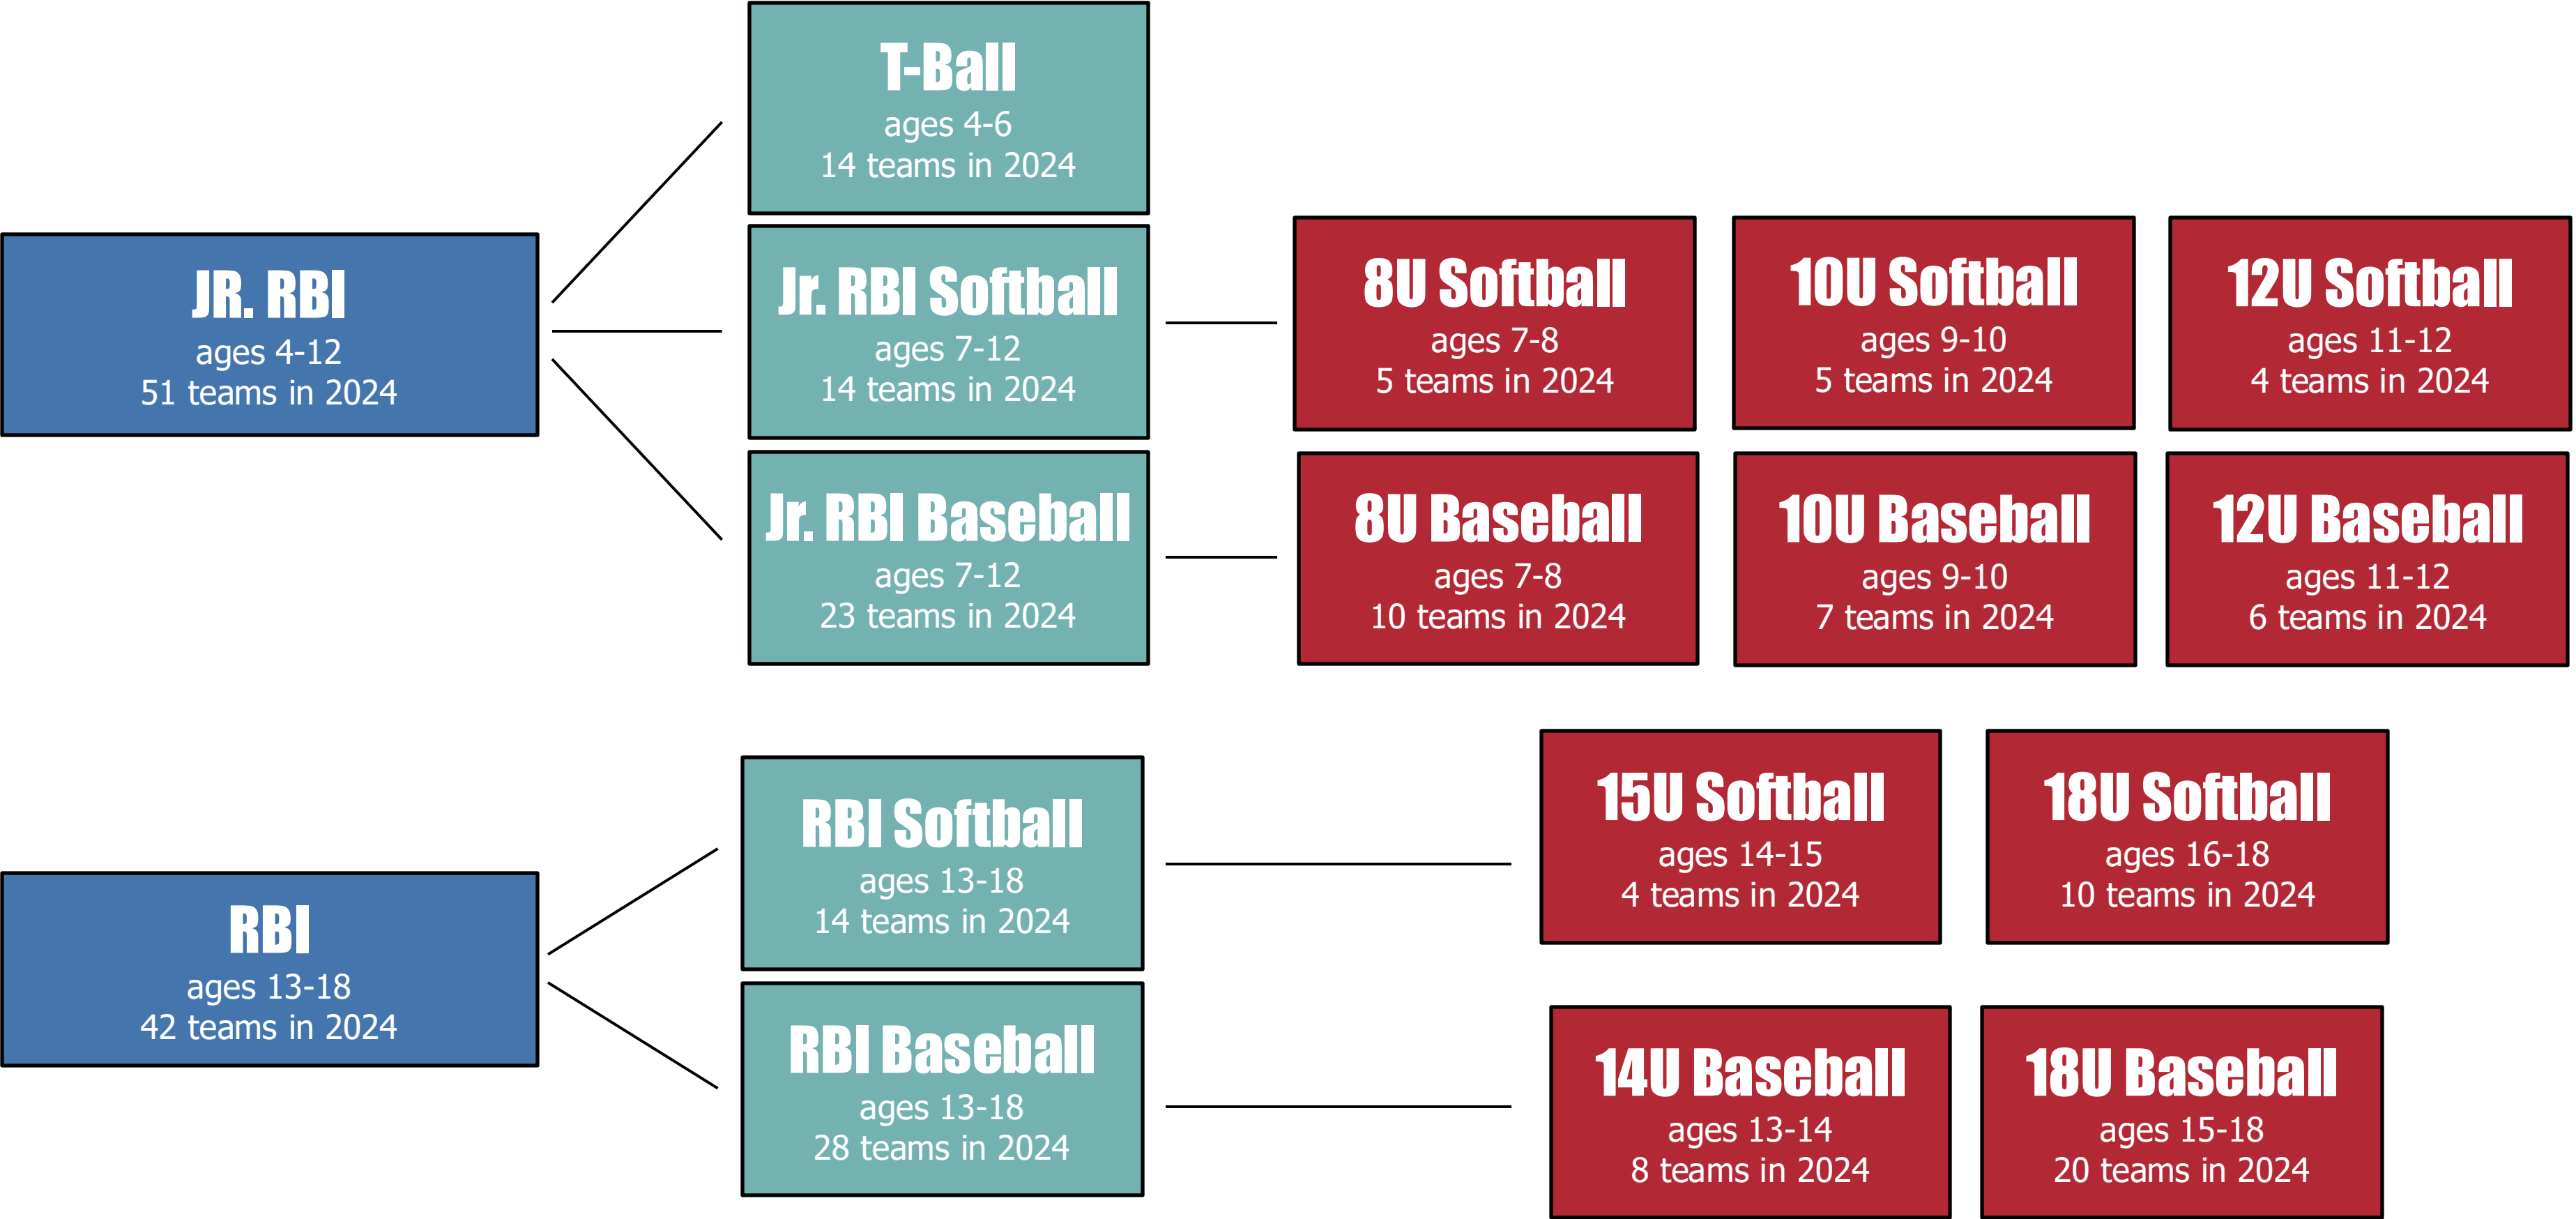 T-Ball
ages 4-6
14 teams in 2024
JR. RBI
ages 4-12
51 teams in 2024
Jr. RBI Softball
ages 7-12
14 teams in 2024
8U Softball
ages 7-8
5 teams in 2024
10U Softball
ages 9-10
5 teams in 2024
12U Softball
ages 11-12
4 teams in 2024
Jr. RBI Baseball
ages 7-12
23 teams in 2024
8U Baseball
ages 7-8
10 teams in 2024
10U Baseball
ages 9-10
7 teams in 2024
12U Baseball
ages 11-12
6 teams in 2024
RBI
ages 13-18
42 teams in 2024
RBI Softball
ages 13-18
14 teams in 2024
15U Softball
ages 14-15
4 teams in 2024
18U Softball
ages 16-18
10 teams in 2024
RBI Baseball
ages 13-18
28 teams in 2024
14U Baseball
ages 13-14
8 teams in 2024
18U Baseball
ages 15-18
20 teams in 2024